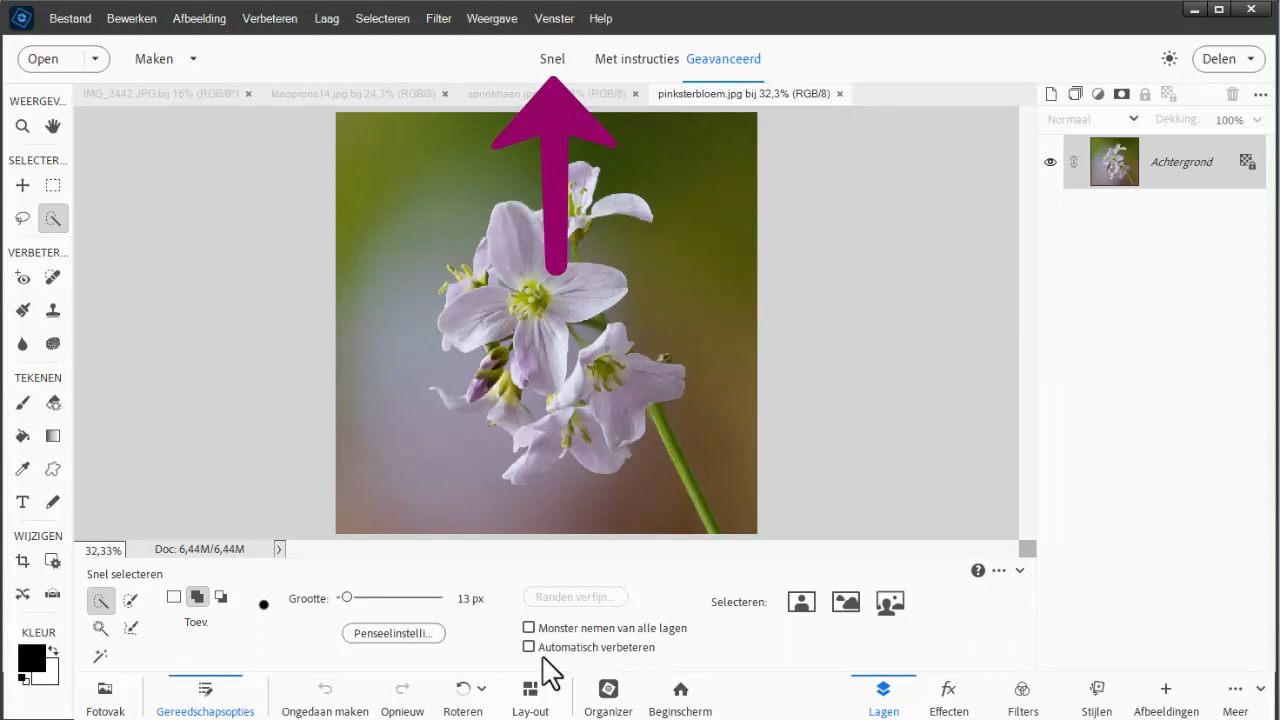 Bestand Bewerken Afbeelding Verbeteren Laag Selecteren Filter Weergave Venster Help
Open Maken Snel Met instructies Geavanceerd Delen
IMG_2442 JPG bij 16% (RGB/8*) klaoproos14.jpg bij 24,3% (RGB/8) (RGB/8) pinksterbloem.jpg bij 32,3% (RGB/8)
WEERGEV...
Normaal Dekking: 100%
SELECTER...
Achtergrond
VERBETER...
TEKENEN
T
WIJZIGEN
32,33% Doc: 6,44M/6,44M
Snel selecteren
Grootte: 13 px Randen verfijn... Selecteren:
Toev.
Monster nemen van alle lagen
KLEUR
Penseelinstelli...
Automatisch verbeteren
Fotovak Gereedschapsopties Ongedaan maken Opnieuw Roteren Lay-out Organizer Beginscherm Lagen Effecten Filters Stijlen Afbeeldingen Meer